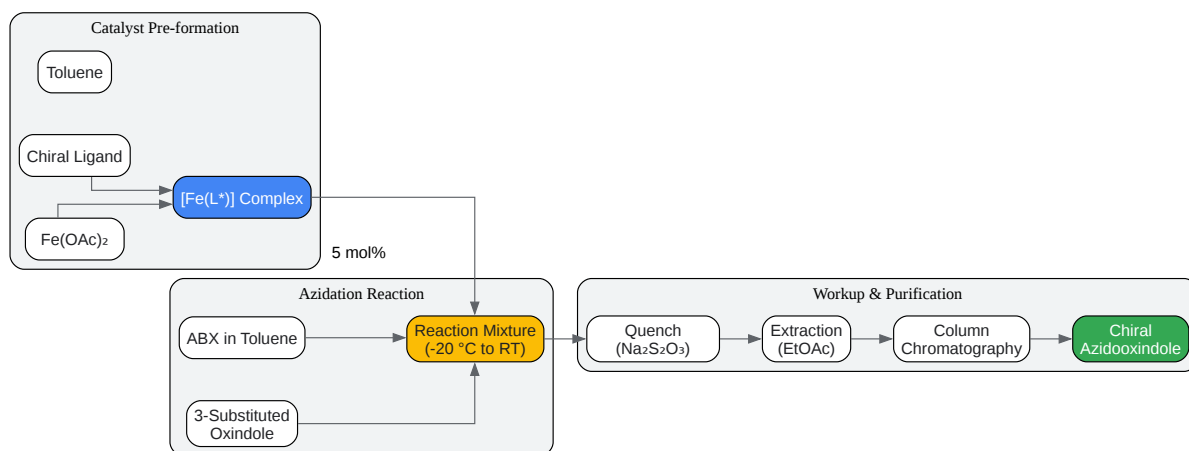 Catalyst Pre-formation
Toluene
Chiral Ligand
[Fe(L*)] Complex
Fe(OAc)₂
5 mol%
Azidation Reaction
ABX in Toluene
Reaction Mixture
(-20 °C to RT)
3-Substituted
Oxindole
Workup & Purification
Quench
(Na₂S₂O₃)
Extraction
(EtOAc)
Column
Chromatography
Chiral
Azidooxindole